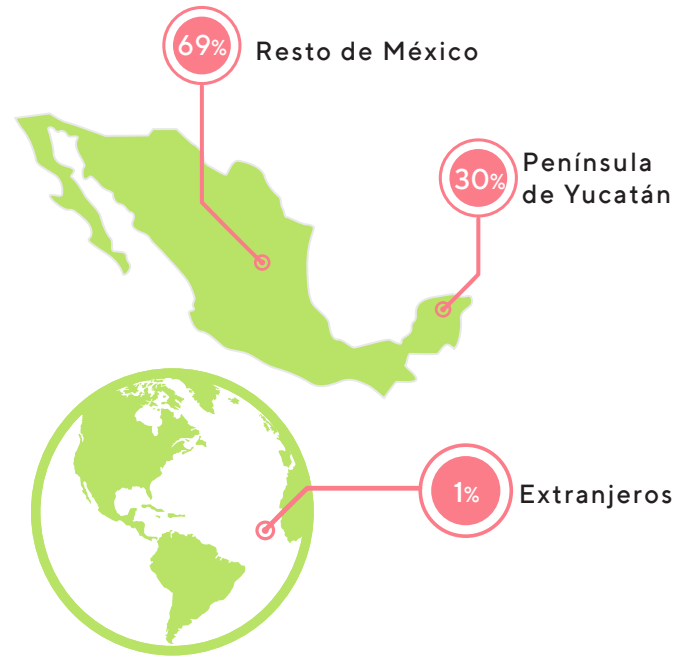 69% Resto de México
30% Península
de Yucatán
1% Extranjeros